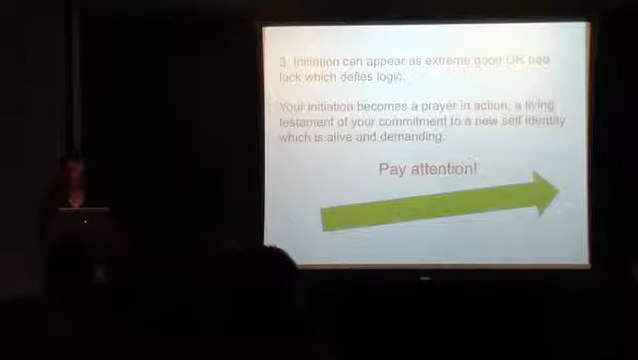 3. Initiation can appear as extreme good OR bad
luck which defies logic.
Your initiation becomes a prayer in action, a living
testament of your commitment to a new self identity
which is alive and demanding.
Pay attention!